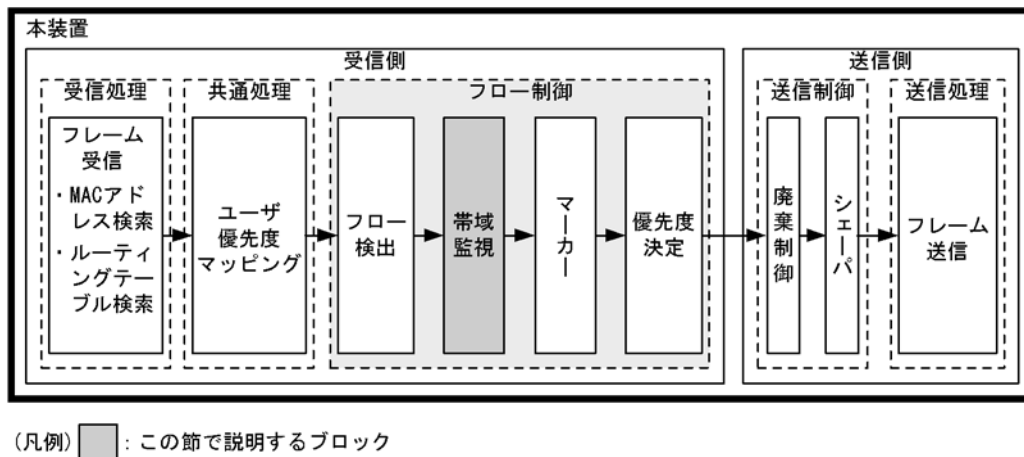 本装置
受信側
送信側
受信処理
共通処理
フロー制御
送信制御
送信処理
フレーム
受信
・MACアド
レス検索
・ルーティ
ングテー
ブル検索
ユーザ
優先度
マッピング
フロー
検出
帯域
監視
マーカー
優先度
決定
廃棄制御
シェーパ
フレーム
送信
(凡例) : この節で説明するブロック